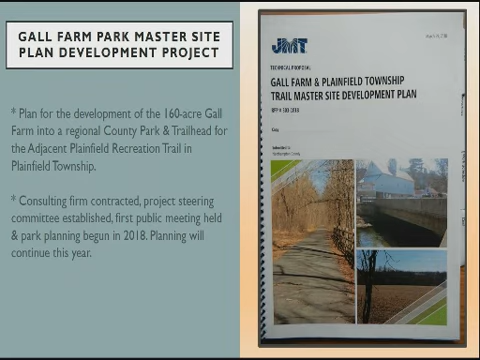 GALL FARM PARK MASTER SITE
PLAN DEVELOPMENT PROJECT
* Plan for the development of the 160-acre Gall
Farm into a regional County Park & Trailhead for
the Adjacent Plainfield Recreation Trail in
Plainfield Township.
* Consulting firm contracted, project steering
committee established, first public meeting held
& park planning begun in 2018. Planning will
continue this year.
JMT
TECHNICAL PROPOSAL
GALL FARM & PLAINFIELD TOWNSHIP
TRAIL MASTER SITE DEVELOPMENT PLAN